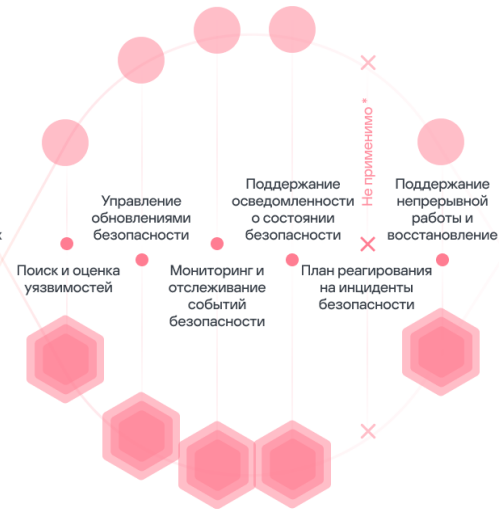 Не применимо *
Поддержание
осведомленности
о состоянии
безопасности
Поддержание
непрерывной
работы и
восстановление
Управление
обновлениями
безопасности
х
Поиск и оценка
уязвимостей
Мониторинг и
отслеживание
событий
безопасности
План реагирования
на инциденты
безопасности